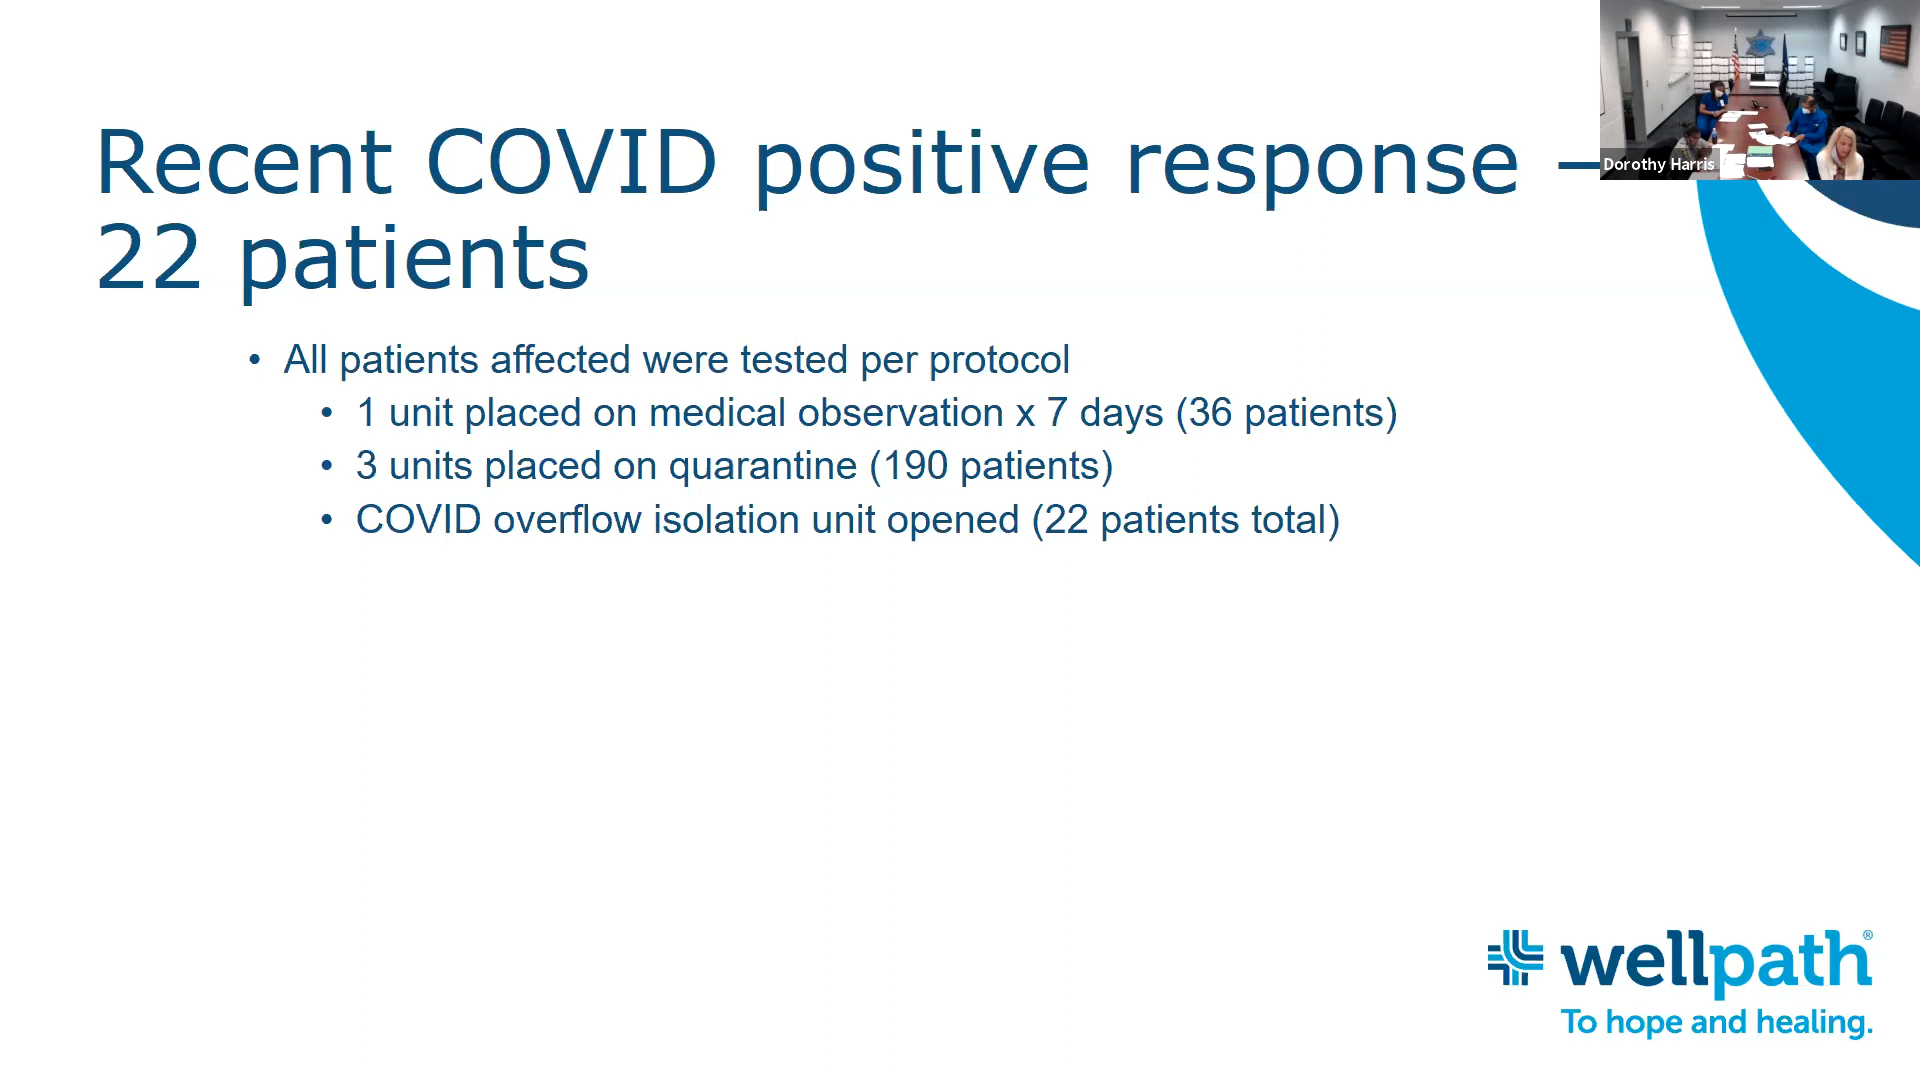 Recent COVID positive response –
22 patients
• All patients affected were tested per protocol
• 1 unit placed on medical observation x 7 days (36 patients)
• 3 units placed on quarantine (190 patients)
• COVID overflow isolation unit opened (22 patients total)
Dorothy Harris
wellpath®
To hope and healing.